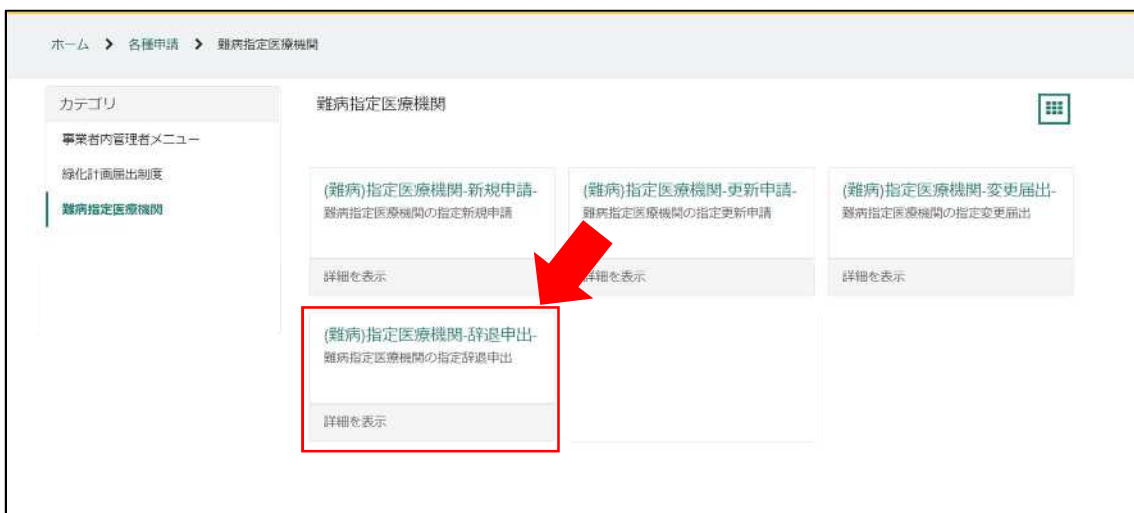 ホーム > 各種申請 > 難病指定医療機関
カテゴリ
事業者内管理者メニュー
緑化計画届出制度
難病指定医療機関
難病指定医療機関
(難病)指定医療機関-新規申請-
難病指定医療機関の指定新規申請
詳細を表示
(難病)指定医療機関-更新申請-
難病指定医療機関の指定更新申請
詳細を表示
(難病)指定医療機関-変更届出-
難病指定医療機関の指定変更届出
詳細を表示
(難病)指定医療機関-辞退申出-
難病指定医療機関の指定辞退申出
詳細を表示